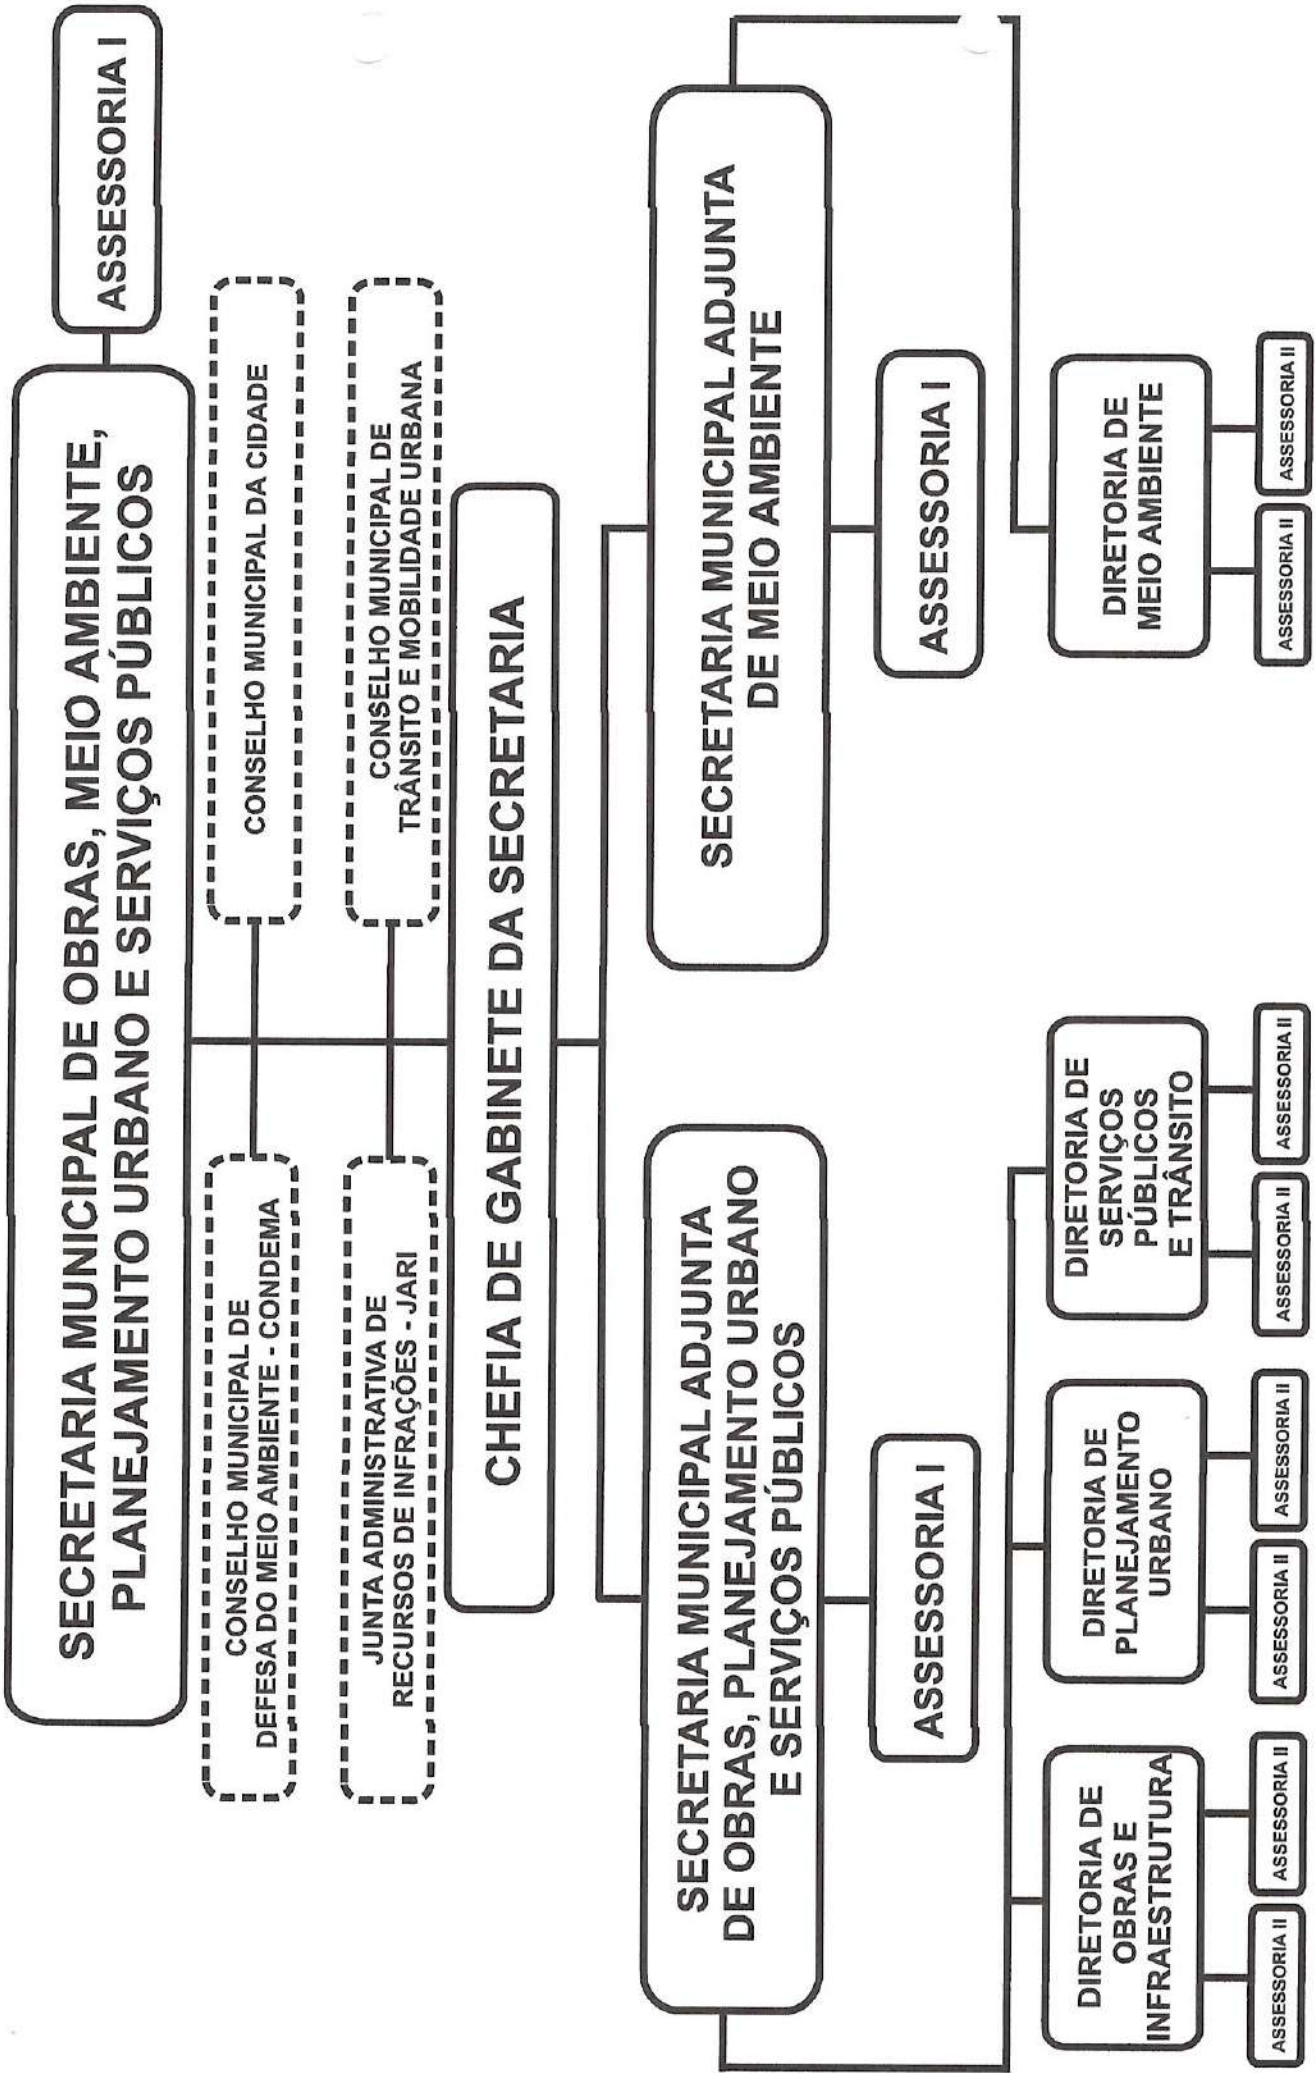 SECRETARIA MUNICIPAL DE OBRAS, MEIO AMBIENTE,
PLANEJAMENTO URBANO E SERVIÇOS PÚBLICOS
ASSESSORIA I
CONSELHO MUNICIPAL DE
DEFESA DO MEIO AMBIENTE - CONDEMA
CONSELHO MUNICIPAL DA CIDADE
JUNTA ADMINISTRATIVA DE
RECURSOS DE INFRAÇÕES - JARI
CONSELHO MUNICIPAL DE
TRÂNSITO E MOBILIDADE URBANA
CHEFIA DE GABINETE DA SECRETARIA
SECRETARIA MUNICIPAL ADJUNTA
DE OBRAS, PLANEJAMENTO URBANO
E SERVIÇOS PÚBLICOS
SECRETARIA MUNICIPAL ADJUNTA
DE MEIO AMBIENTE
ASSESSORIA I
ASSESSORIA I
DIRETORIA DE
OBRAS E
INFRAESTRUTURA
DIRETORIA DE
PLANEJAMENTO
URBANO
DIRETORIA DE
SERVIÇOS
PÚBLICOS
E TRÂNSITO
DIRETORIA DE
MEIO AMBIENTE
ASSESSORIA II
ASSESSORIA II
ASSESSORIA II
ASSESSORIA II
ASSESSORIA II
ASSESSORIA II
ASSESSORIA II
ASSESSORIA II